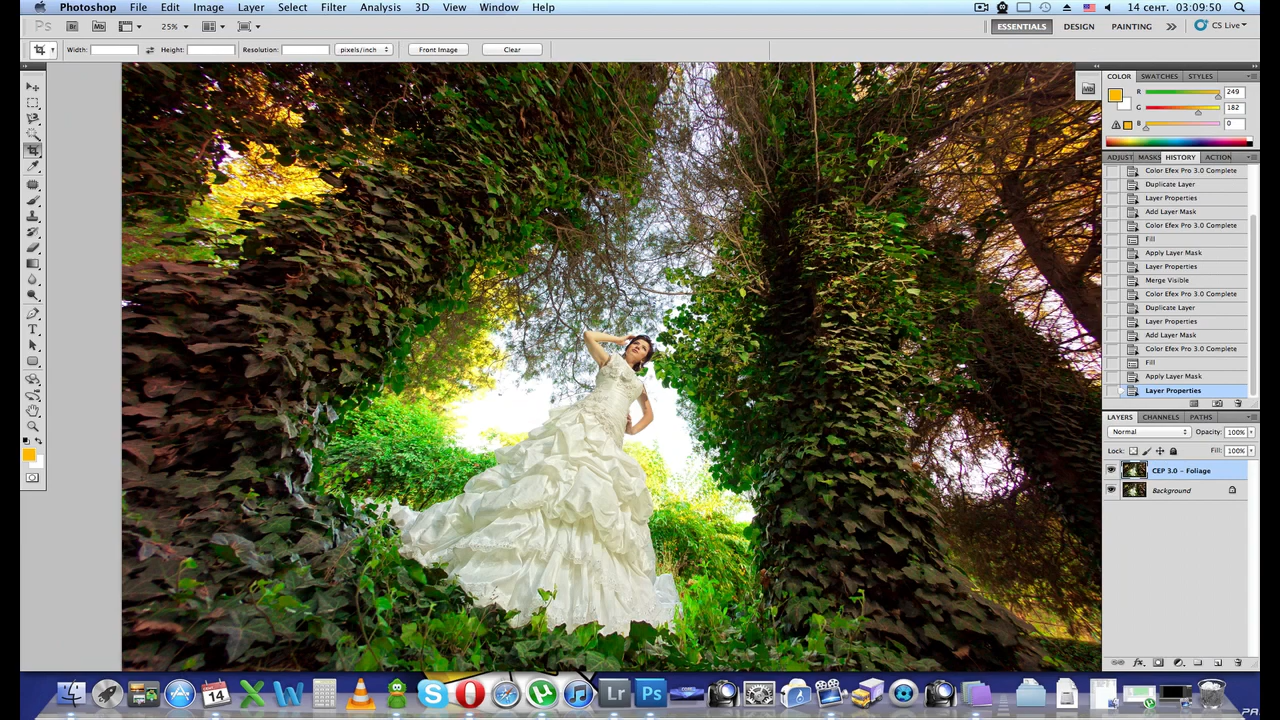 Photoshop File Edit Image Layer Select Filter Analysis 3D View Window Help 14 сент. 03:09:50
Ps Br Mb 25% ESSENTIALS DESIGN PAINTING CS Live
Width: Height: Resolution: pixels/inch Front Image Clear
COLOR SWATCHES STYLES
R 249
G 182
B 0
ADJUST MASKS HISTORY ACTION
Color Efex Pro 3.0 Complete
Duplicate Layer
Layer Properties
Add Layer Mask
Color Efex Pro 3.0 Complete
Fill
Apply Layer Mask
Layer Properties
Merge Visible
Color Efex Pro 3.0 Complete
Duplicate Layer
Layer Properties
Add Layer Mask
Color Efex Pro 3.0 Complete
Fill
Apply Layer Mask
Layer Properties
LAYERS CHANNELS PATHS
Normal Opacity: 100%
Lock: Fill: 100%
CEP 3.0 - Foliage
Background
14 Lr Ps